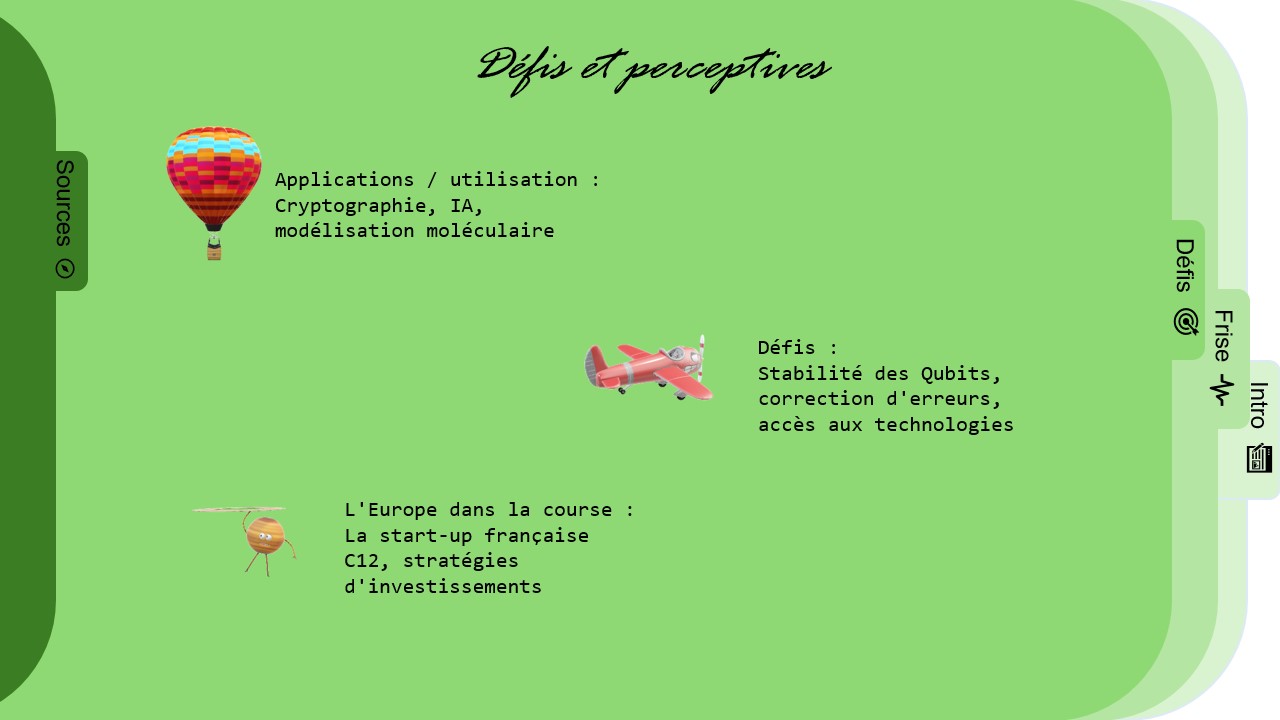 Défis et perceptives
Sources
Applications / utilisation :
Cryptographie, IA,
modélisation moléculaire
Défis :
Stabilité des Qubits,
correction d'erreurs,
accès aux technologies
L'Europe dans la course :
La start-up française
C12, stratégies
d'investissements
Défis
Frise
Intro